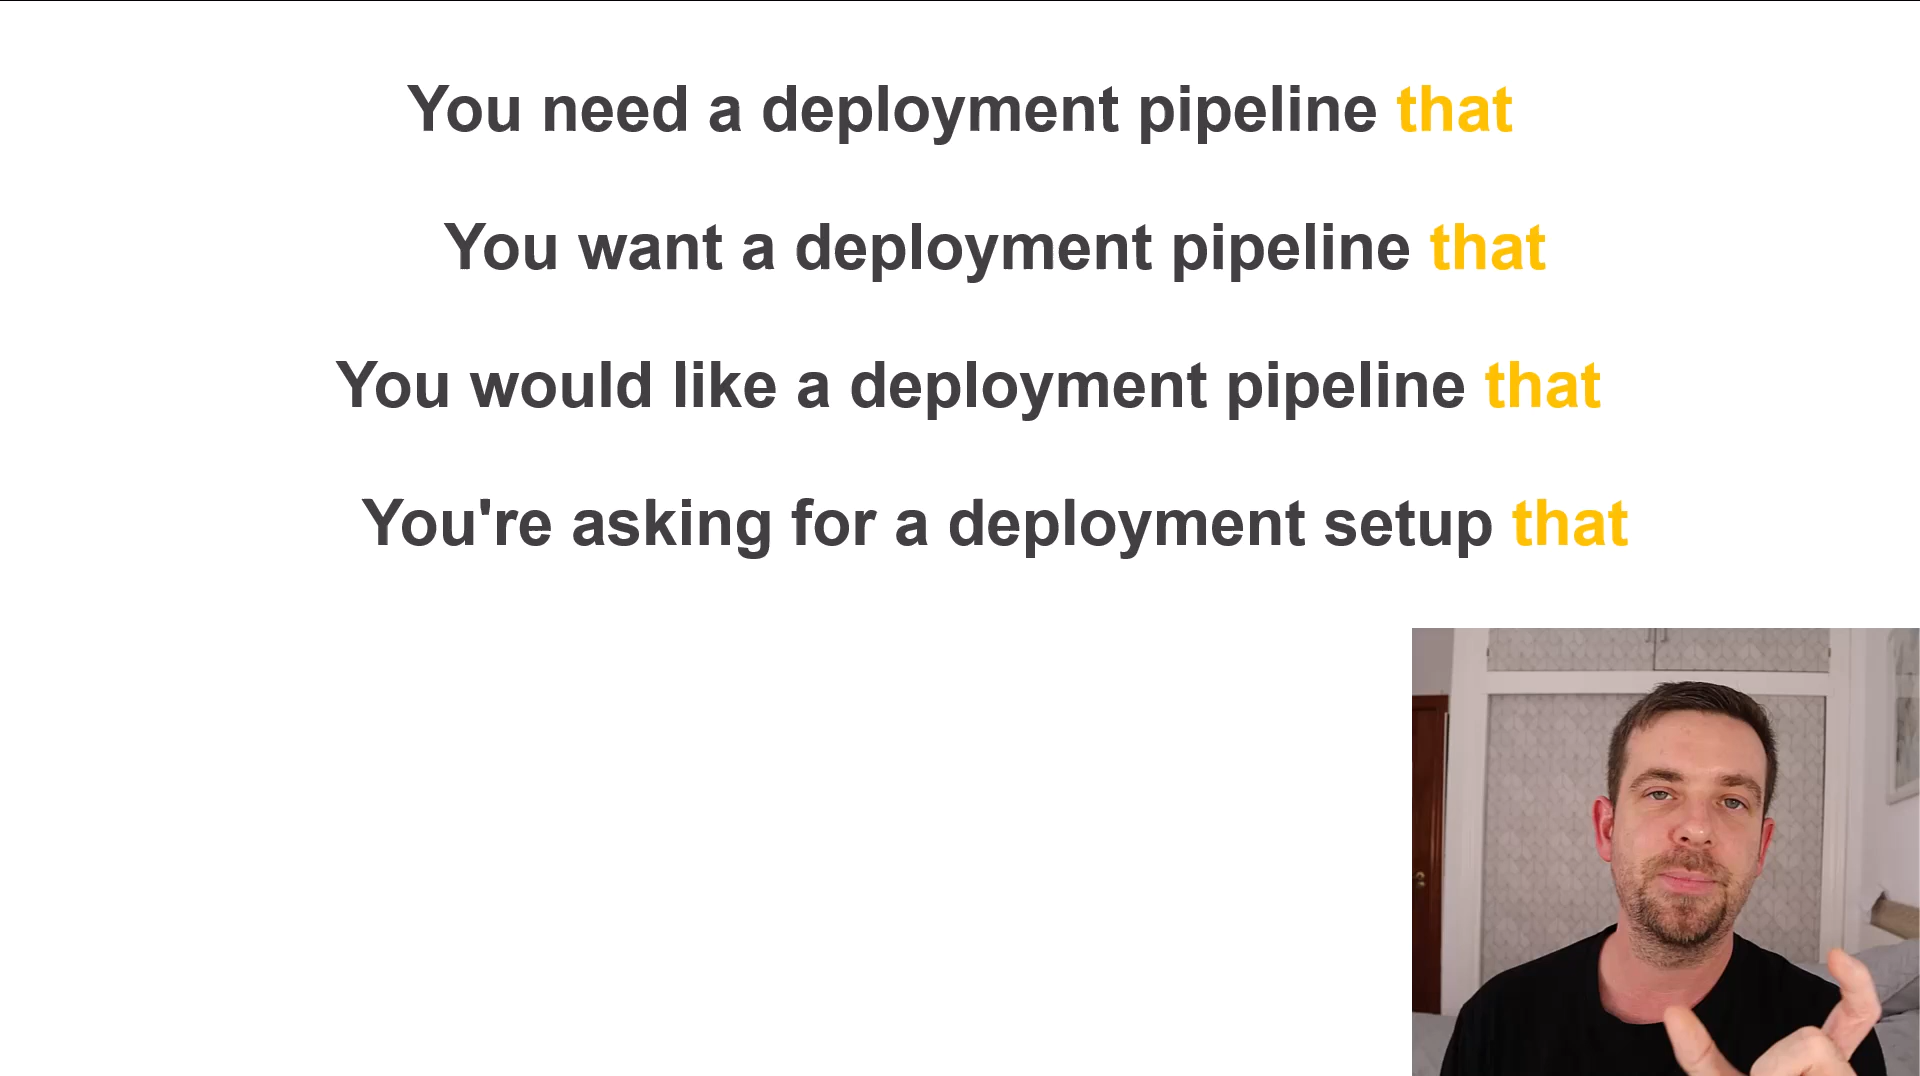 You need a deployment pipeline that
You want a deployment pipeline that
You would like a deployment pipeline that
You're asking for a deployment setup that